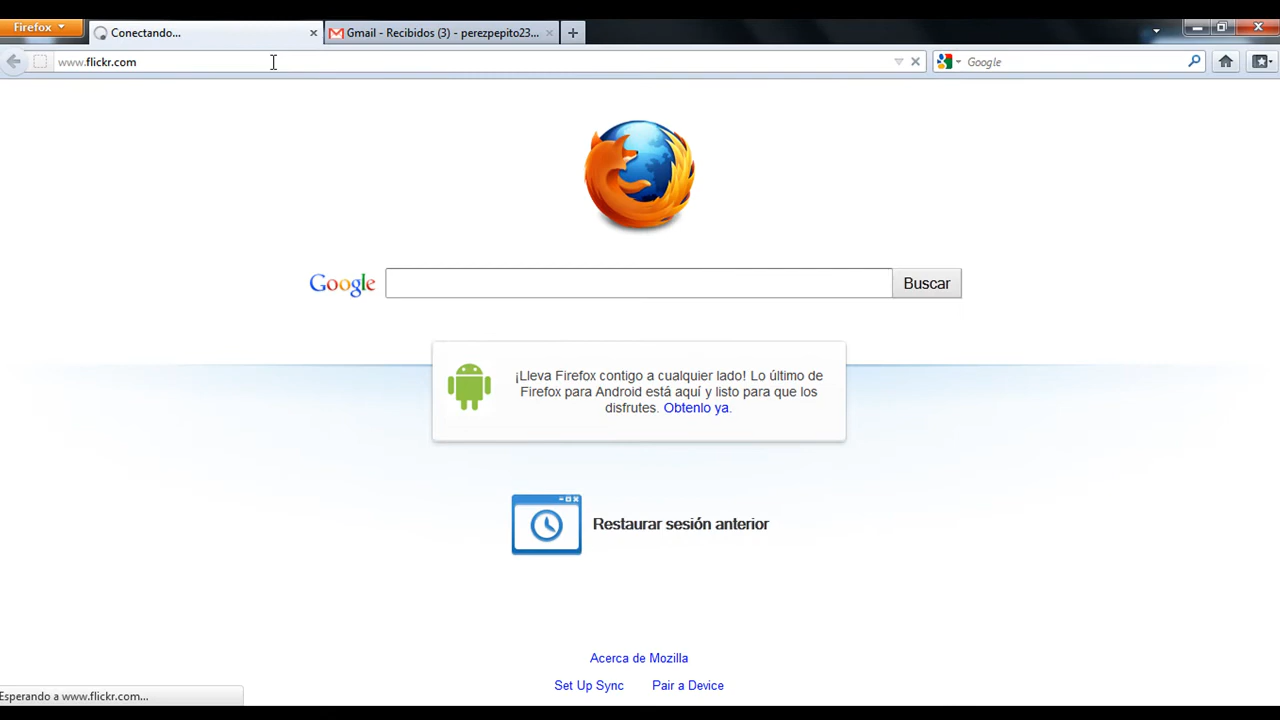 Firefox
Conectando...
Gmail - Recibidos (3) - perezpepito23...
www.flickr.com
Google
Google
Buscar
¡Lleva Firefox contigo a cualquier lado! Lo último de
Firefox para Android está aquí y listo para que los
disfrutes. Obtenlo ya.
Restaurar sesión anterior
Acerca de Mozilla
Set Up Sync
Pair a Device
Esperando a www.flickr.com...